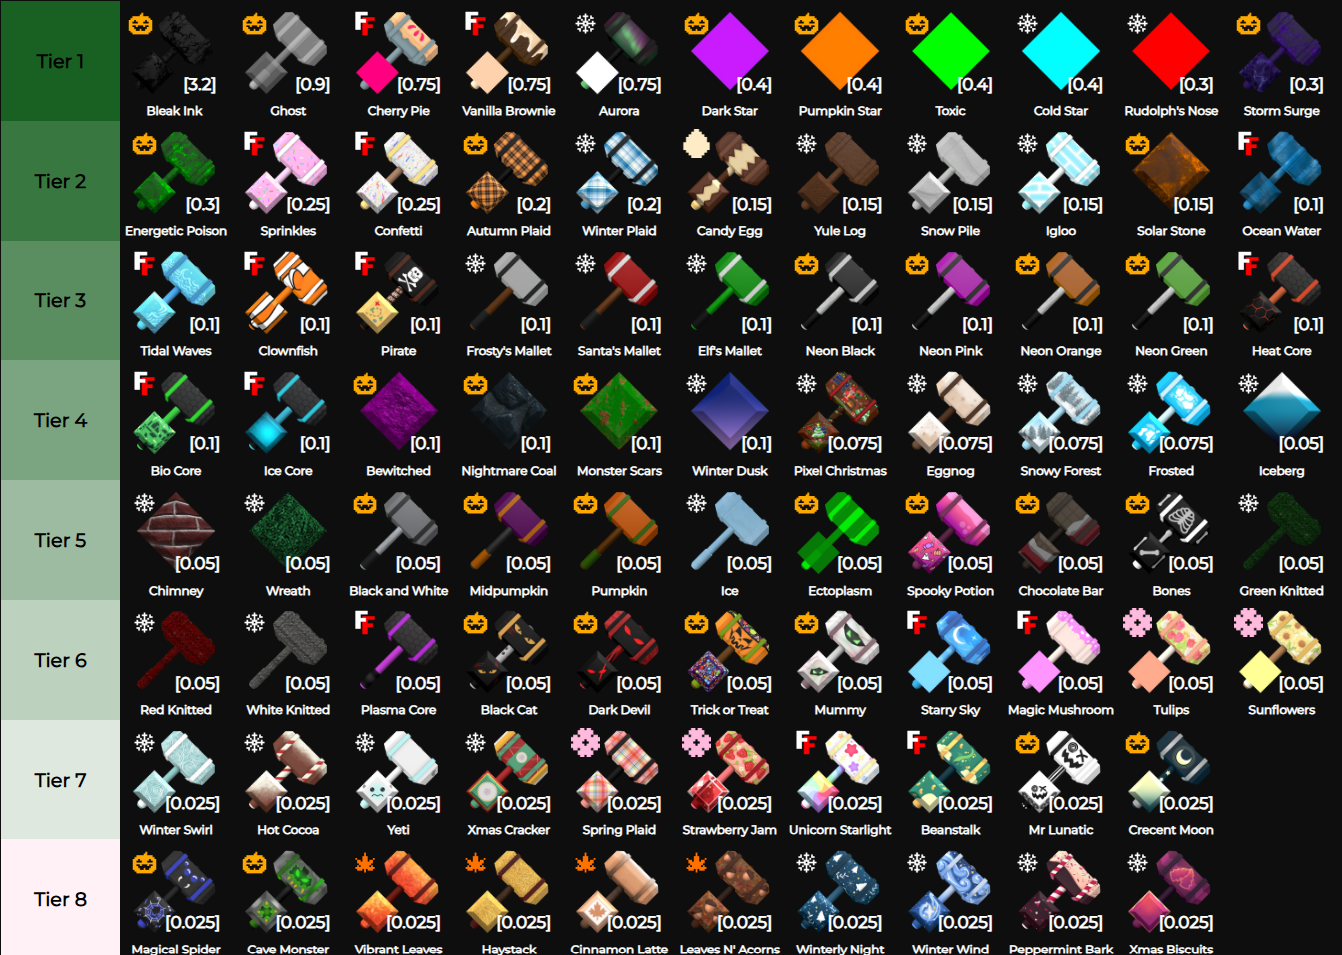 Tier 1
[3.2] [0.9] [0.75] [0.75] [0.75] [0.4] [0.4] [0.4] [0.4] [0.3] [0.3]
Bleak Ink Ghost Cherry Pie Vanilla Brownie Aurora Dark Star Pumpkin Star Toxic Cold Star Rudolph's Nose Storm Surge
Tier 2
[0.3] [0.25] [0.25] [0.2] [0.2] [0.15] [0.15] [0.15] [0.15] [0.15] [0.1]
Energetic Poison Sprinkles Confetti Autumn Plaid Winter Plaid Candy Egg Yule Log Snow Pile Igloo Solar Stone Ocean Water
Tier 3
[0.1] [0.1] [0.1] [0.1] [0.1] [0.1] [0.1] [0.1] [0.1] [0.1] [0.1]
Tidal Waves Clownfish Pirate Frosty's Mallet Santa's Mallet Elf's Mallet Neon Black Neon Pink Neon Orange Neon Green Heat Core
Tier 4
[0.1] [0.1] [0.1] [0.1] [0.1] [0.1] [0.075] [0.075] [0.075] [0.075] [0.05]
Bio Core Ice Core Bewitched Nightmare Coal Monster Scars Winter Dusk Pixel Christmas Eggnog Snowy Forest Frosted Iceberg
Tier 5
[0.05] [0.05] [0.05] [0.05] [0.05] [0.05] [0.05] [0.05] [0.05] [0.05] [0.05]
Chimney Wreath Black and White Midpumpkin Pumpkin Ice Ectoplasm Spooky Potion Chocolate Bar Bones Green Knitted
Tier 6
[0.05] [0.05] [0.05] [0.05] [0.05] [0.05] [0.05] [0.05] [0.05] [0.05] [0.05]
Red Knitted White Knitted Plasma Core Black Cat Dark Devil Trick or Treat Mummy Starry Sky Magic Mushroom Tulips Sunflowers
Tier 7
[0.025] [0.025] [0.025] [0.025] [0.025] [0.025] [0.025] [0.025] [0.025] [0.025]
Winter Swirl Hot Cocoa Yeti Xmas Cracker Spring Plaid Strawberry Jam Unicorn Starlight Beanstalk Mr Lunatic Crecent Moon
Tier 8
[0.025] [0.025] [0.025] [0.025] [0.025] [0.025] [0.025] [0.025] [0.025] [0.025]
Magical Spider Cave Monster Vibrant Leaves Haystack Cinnamon Latte Leaves N' Acorns Winterly Night Winter Wind Peppermint Bark Xmas Biscuits